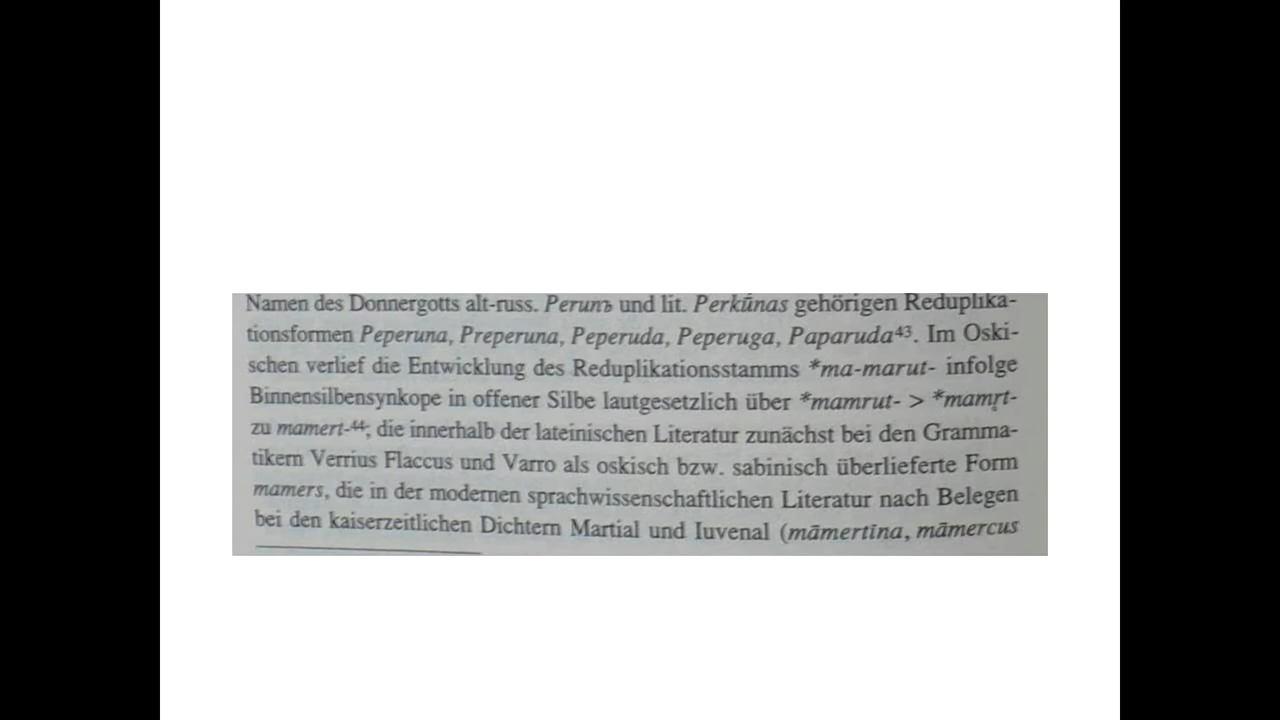 Namen des Donnergotts alt-russ. Perunъ und lit. Perkūnas gehörigen Reduplika-
tionsformen Peperuna, Preperuna, Peperuda, Peperuga, Paparuda⁴³. Im Oski-
schen verlief die Entwicklung des Reduplikationsstamms *ma-marut- infolge
Binnensilbensynkope in offener Silbe lautgesetzlich über *mamrut- > *mamr̥t-
zu mamert-⁴⁴; die innerhalb der lateinischen Literatur zunächst bei den Gramma-
tikern Verrius Flaccus und Varro als oskisch bzw. sabinisch überlieferte Form
mamers, die in der modernen sprachwissenschaftlichen Literatur nach Belegen
bei den kaiserzeitlichen Dichtern Martial und Iuvenal (māmertīna, māmercus